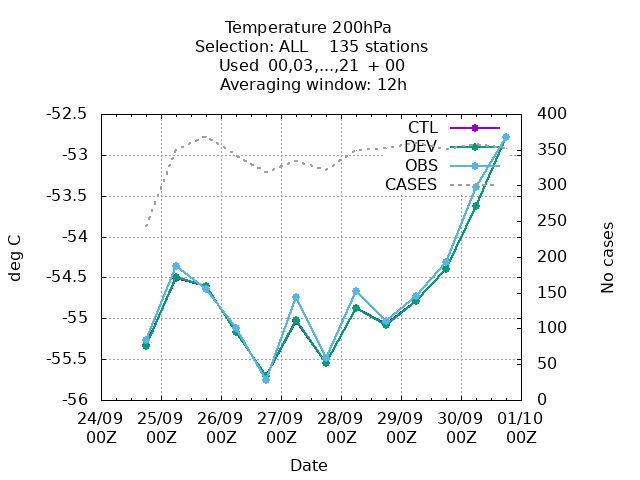 Temperature 200hPa
Selection: ALL    135 stations
Used 00,03,...,21 + 00
Averaging window: 12h
-52.5
-53
-53.5
-54
-54.5
-55
-55.5
-56
deg C
400
350
300
250
200
150
100
50
0
No cases
CTL
DEV
OBS
CASES
24/09 25/09 26/09 27/09 28/09 29/09 30/09 01/10
00Z 00Z 00Z 00Z 00Z 00Z 00Z 00Z
Date